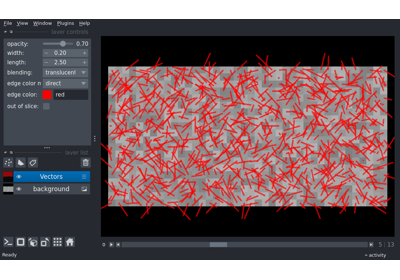 File View Window Plugins Help
layer controls
opacity: 0.70
width: - 0.20 +
length: - 2.50 +
blending: translucent
edge color m direct
edge color: red
out of slice:
layer list
Vectors
background
0 5 13
Ready activity